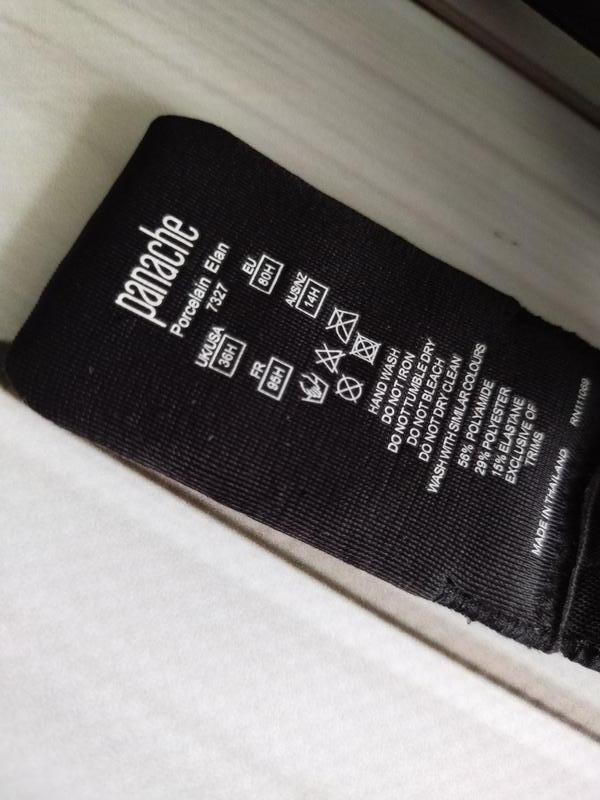 panache
Porcelain Elan
7327
UK/USA
36H
EU
80H
FR
95H
AUS/NZ
14H
HAND WASH
DO NOT IRON
DO NOT TUMBLE DRY
DO NOT BLEACH
DO NOT DRY CLEAN
WASH WITH SIMILAR COLOURS
56% POLYAMIDE
29% POLYESTER
15% ELASTANE
EXCLUSIVE OF
TRIMS
MADE IN THAILAND